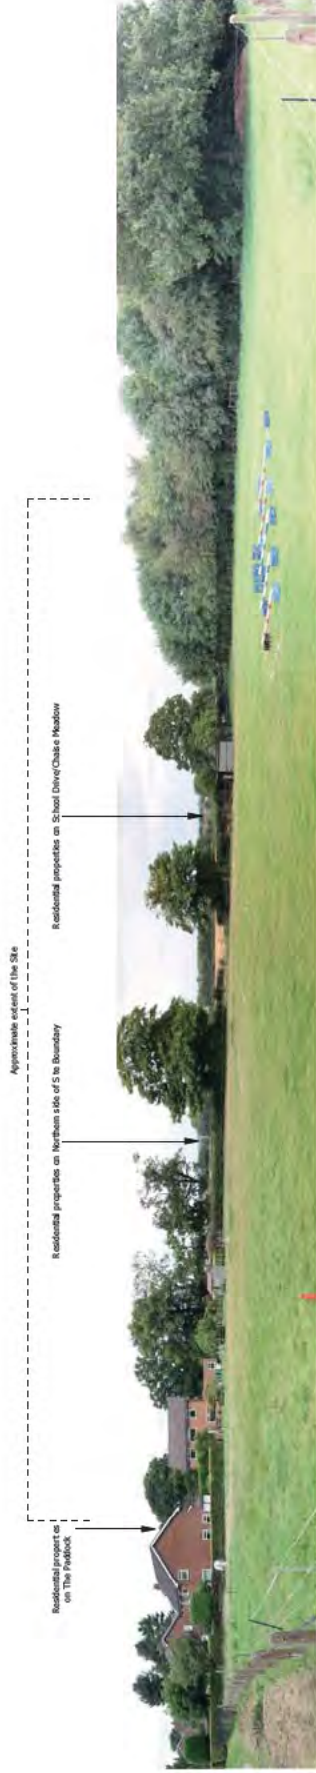 Approximate extent of the Site
Residential properties
on The Paddock
Residential properties on Northern side of Site Boundary
Residential properties on School Drive/Chaise Meadow